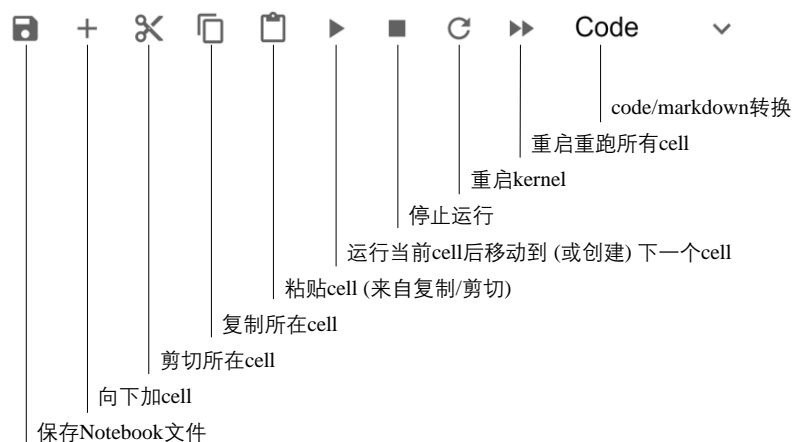 Code
code/markdown转换
重启重跑所有cell
重启kernel
停止运行
运行当前cell后移动到 (或创建) 下一个cell
粘贴cell (来自复制/剪切)
复制所在cell
剪切所在cell
向下加cell
保存Notebook文件